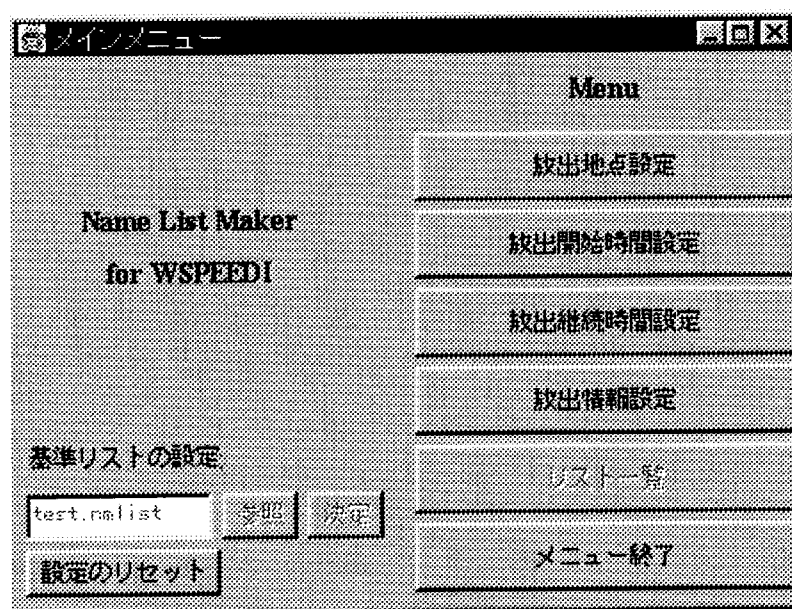 メインメニュー
Name List Maker
for WSPEEDI
基準リストの設定
test.nmlist
参照
決定
設定のリセット
Menu
放出地点設定
放出開始時間設定
放出継続時間設定
放出情報設定
リスト一覧
メニュー終了